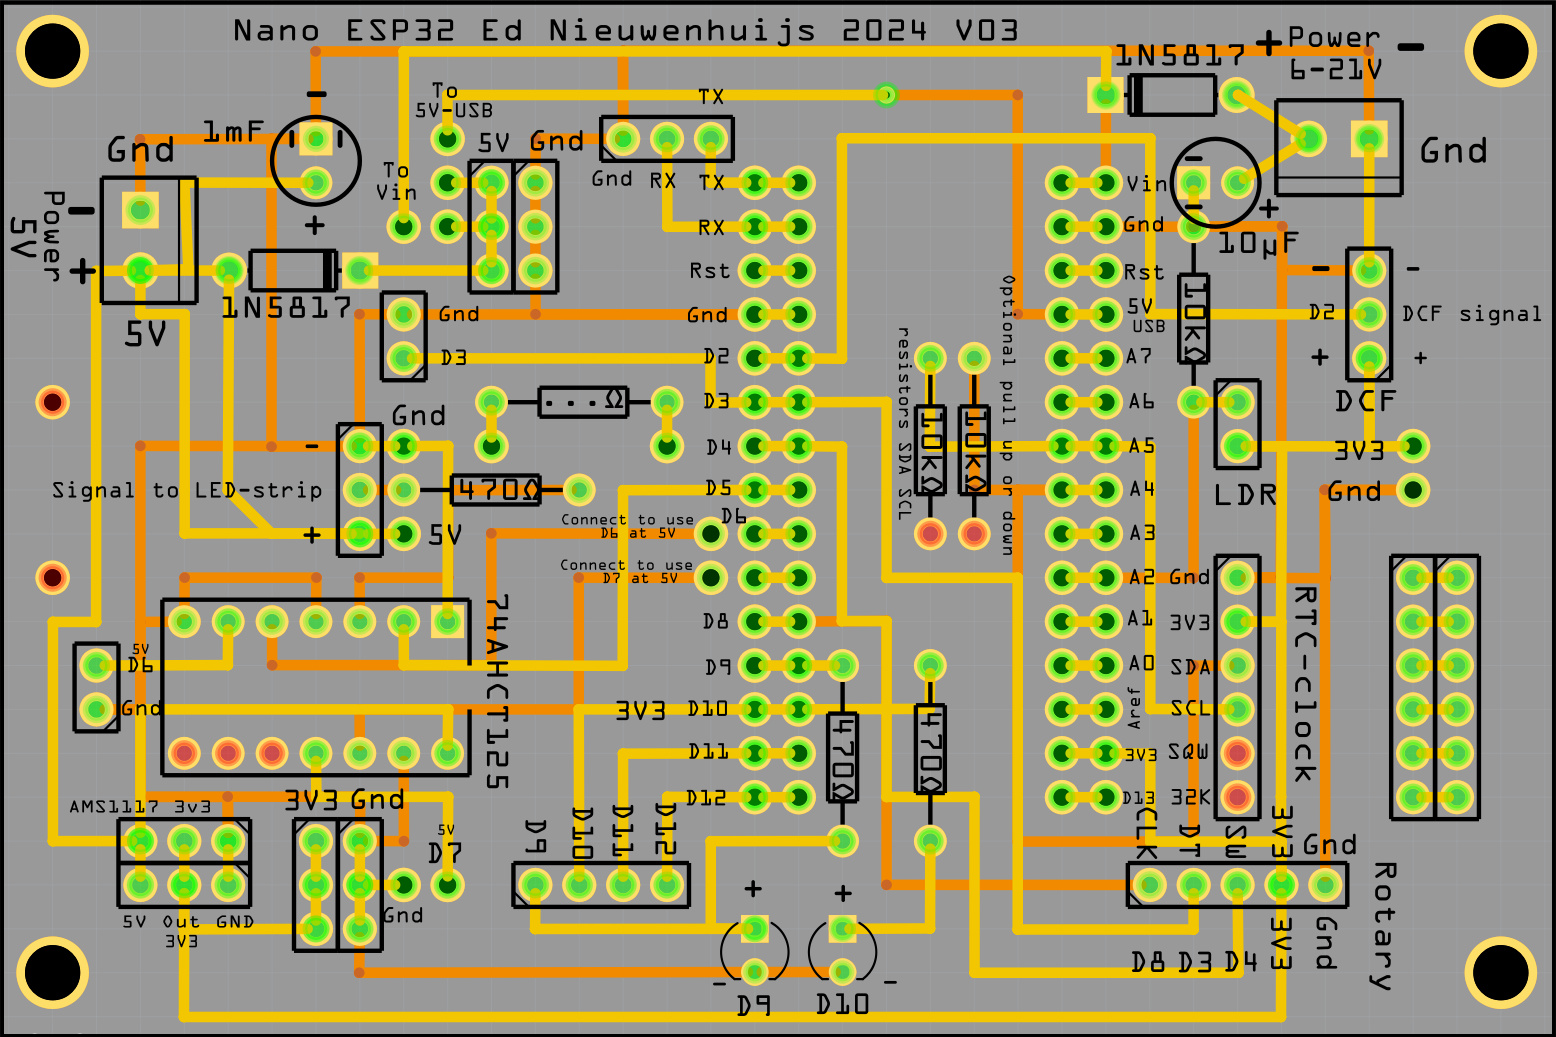 Nano ESP32 Ed Nieuwenhuijs 2024 V03
1N5817
+ Power −
6-21V
To
5V-USB
TX
1mF
−
+
Gnd
5V
Gnd
Gnd RX TX
RX
To
Vin
Vin
Gnd
Gnd
−
+
10µF
Power
5V
−
+
5V
1N5817
Rst
Rst
Gnd
Gnd
5V
USB
10kΩ
−
−
D2
DCF signal
+
+
DCF
D3
D2
A7
...Ω
D3
A6
Gnd
−
D4
A5
3V3
Signal to LED-strip
470Ω
D5
A4
LDR
Gnd
+
5V
Connect to use
D6 at 5V
D6
A3
Connect to use
D7 at 5V
resistors SDA SCL
Optional pull up or down
10kΩ
10kΩ
A2
Gnd
D8
A1
3V3
5V
D6
D9
A0
SDA
Gnd
3V3
D10
Aref
SCL
74AHCT125
D11
3V3
SQW
D12
D13
32K
RTC-clock
470Ω
470Ω
AMS1117 3v3
3V3 Gnd
5V
D7
D9
D10
D11
D12
CLK
DT
SW
3V3
Gnd
5V Out GND
3V3
Gnd
+
+
−
−
D9
D10
D8 D3 D4
3V3
Gnd
Rotary